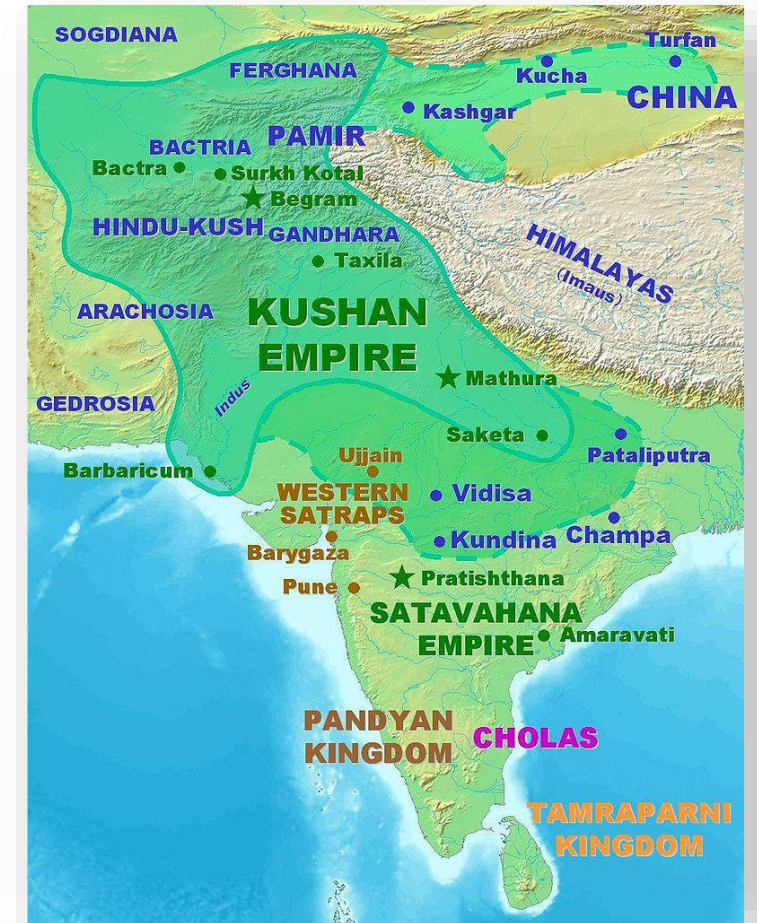 SOGDIANA
Turfan
FERGHANA
Kucha
CHINA
Kashgar
PAMIR
BACTRIA
Bactra
Surkh Kotal
Begram
HINDU-KUSH
GANDHARA
Taxila
HIMALAYAS
(Imaus)
ARACHOSIA
KUSHAN
EMPIRE
Mathura
Indus
GEDROSIA
Saketa
Pataliputra
Ujjain
Barbaricum
WESTERN
SATRAPS
Vidisa
Kundina
Champa
Barygaza
Pratishthana
Pune
SATAVAHANA
EMPIRE
Amaravati
PANDYAN
KINGDOM
CHOLAS
TAMRAPARNI
KINGDOM